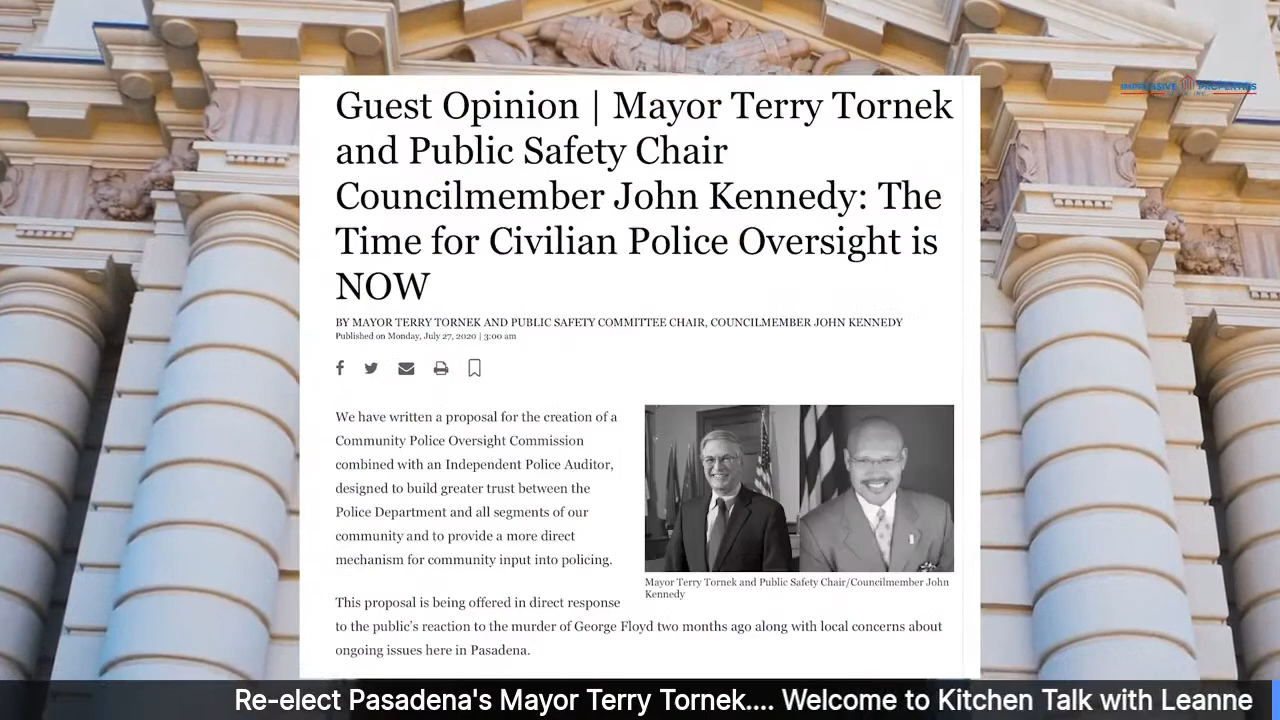 IMPRESSIVE PROPERTIES
Guest Opinion | Mayor Terry Tornek
and Public Safety Chair
Councilmember John Kennedy: The
Time for Civilian Police Oversight is
NOW
BY MAYOR TERRY TORNEK AND PUBLIC SAFETY COMMITTEE CHAIR, COUNCILMEMBER JOHN KENNEDY
Published on Monday, July 27, 2020 | 3:00 am
We have written a proposal for the creation of a
Community Police Oversight Commission
combined with an Independent Police Auditor,
designed to build greater trust between the
Police Department and all segments of our
community and to provide a more direct
mechanism for community input into policing.
Mayor Terry Tornek and Public Safety Chair/Councilmember John
Kennedy
This proposal is being offered in direct response
to the public's reaction to the murder of George Floyd two months ago along with local concerns about
ongoing issues here in Pasadena.
Re-elect Pasadena's Mayor Terry Tornek.... Welcome to Kitchen Talk with Leanne